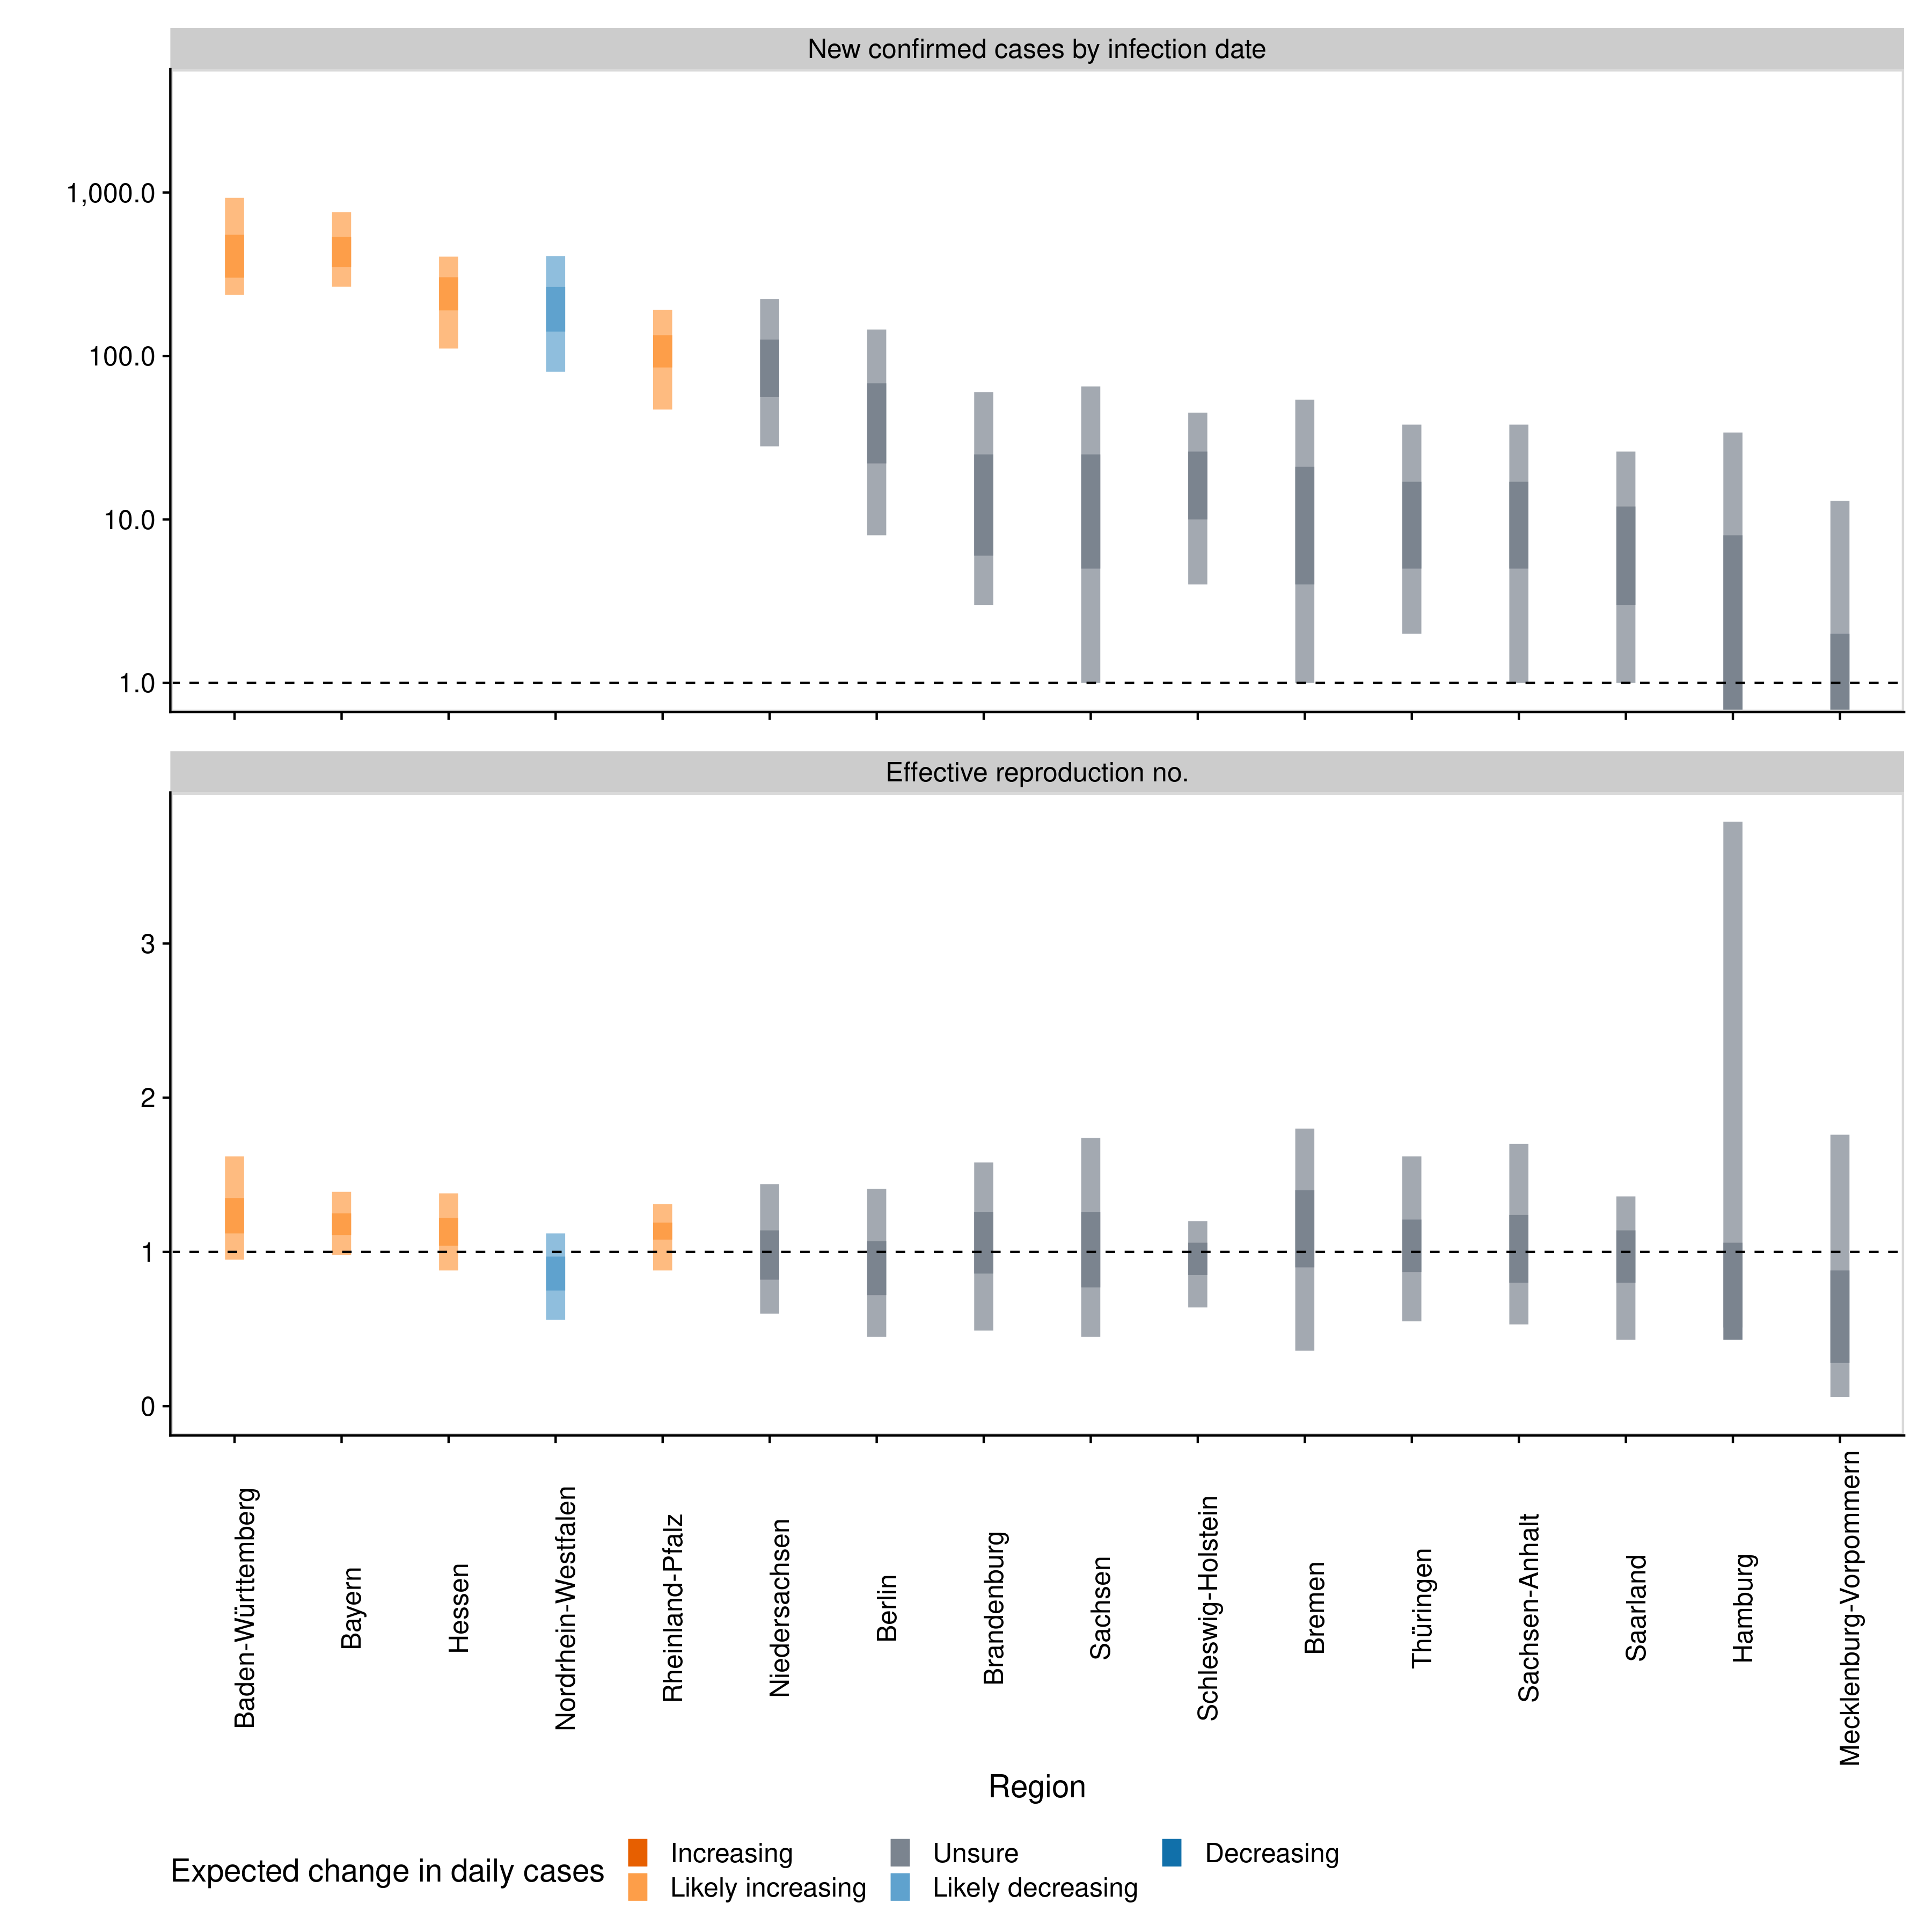 New confirmed cases by infection date
1,000.0
100.0
10.0
1.0
Effective reproduction no.
3
2
1
0
Baden-Württemberg
Bayern
Hessen
Nordrhein-Westfalen
Rheinland-Pfalz
Niedersachsen
Berlin
Brandenburg
Sachsen
Schleswig-Holstein
Bremen
Thüringen
Sachsen-Anhalt
Saarland
Hamburg
Mecklenburg-Vorpommern
Region
Expected change in daily cases
Increasing
Unsure
Decreasing
Likely increasing
Likely decreasing